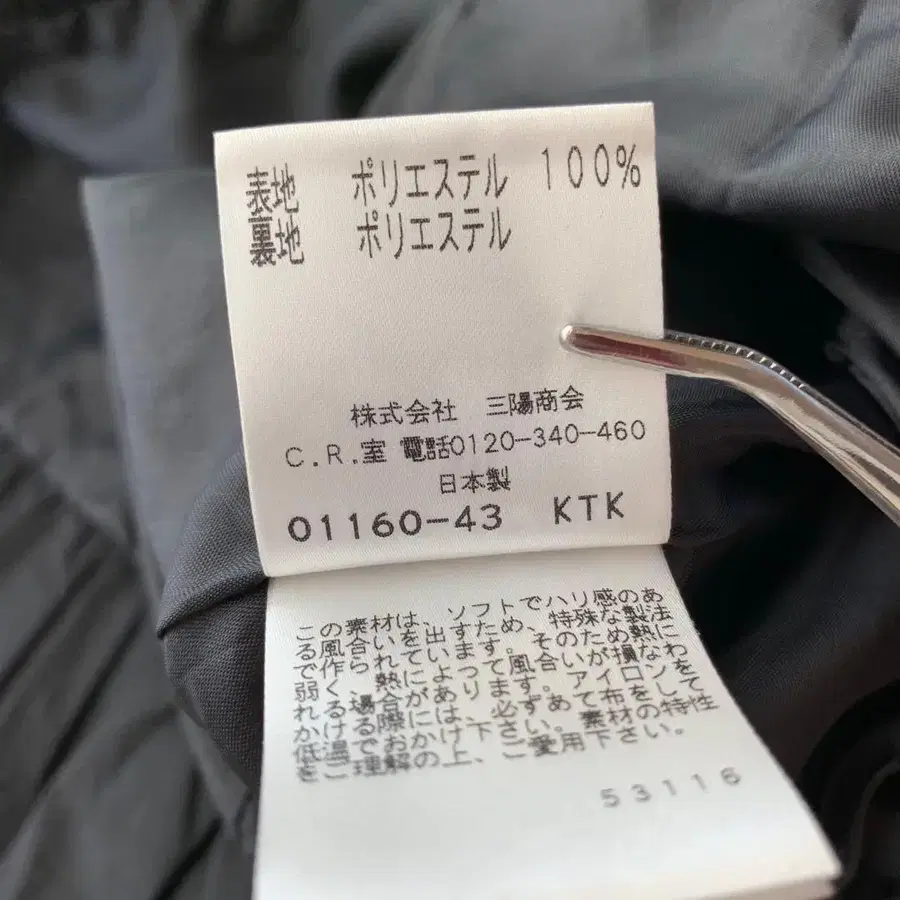 表地 ポリエステル 100%
裏地 ポリエステル
株式会社 三陽商会
C.R.室 電話0120-340-460
日本製
01160-43 KTK
この素材は、ソフトでハリ感のあ
る風合いを出すため、特殊な製法
で作られています。そのため熱に
弱く、熱によって風合いが損なわ
れる場合があります。アイロンを
かける際には、必ずあて布をして
低温でおかけ下さい。素材の特性
をご理解の上、ご愛用下さい。
53116